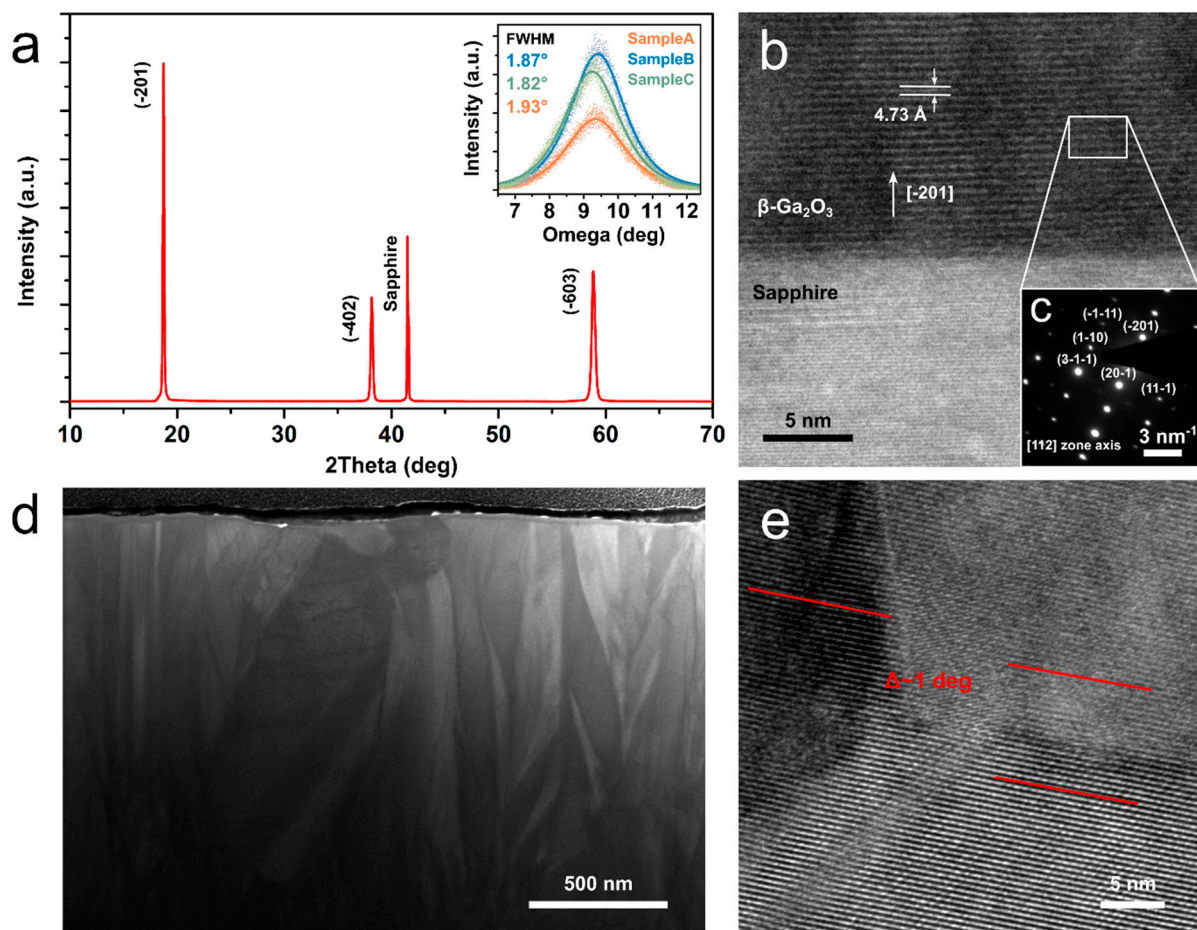 a
Intensity (a.u.)
(-201)
(-402)
Sapphire
(-603)
10 20 30 40 50 60 70
2Theta (deg)
Intensity (a.u.)
FWHM
1.87°
1.82°
1.93°
SampleA
SampleB
SampleC
6 7 8 9 10 11 12
Omega (deg)
b
4.73 Å
[-201]
β-Ga₂O₃
Sapphire
5 nm
c
(-1-11)
(-201)
(1-10)
(3-1-1)
(20-1)
(11-1)
[112] zone axis
3 nm⁻¹
d
500 nm
e
Δ~1 deg
5 nm